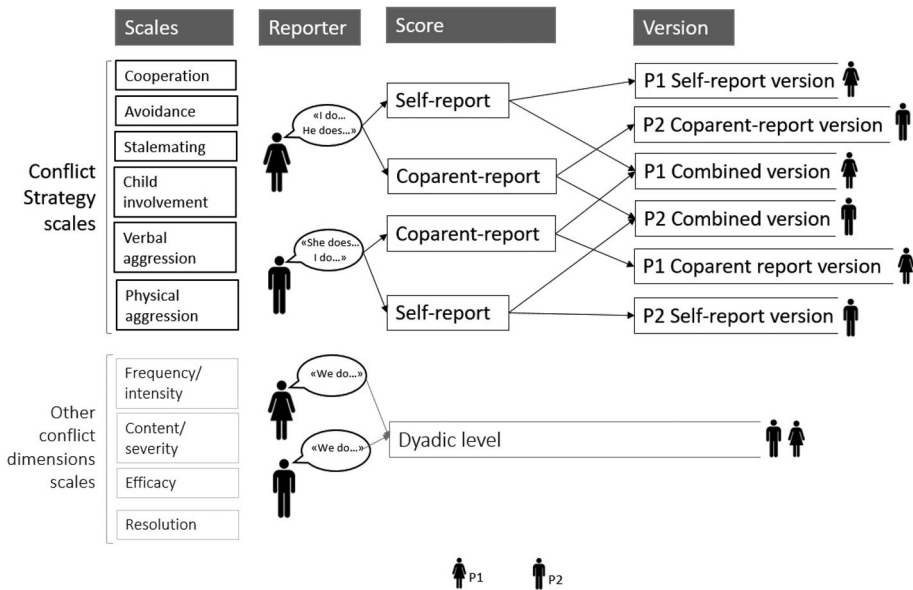 Scales
Reporter
Score
Version
Conflict
Strategy
scales
Cooperation
Avoidance
Stalemating
Child
involvement
Verbal
aggression
Physical
aggression
«I do...
He does...»
«She does...
I do...»
Self-report
Coparent-report
Coparent-report
Self-report
P1 Self-report version
P2 Coparent-report version
P1 Combined version
P2 Combined version
P1 Coparent report version
P2 Self-report version
Other
conflict
dimensions
scales
Frequency/
intensity
Content/
severity
Efficacy
Resolution
«We do...»
«We do...»
Dyadic level
P1
P2